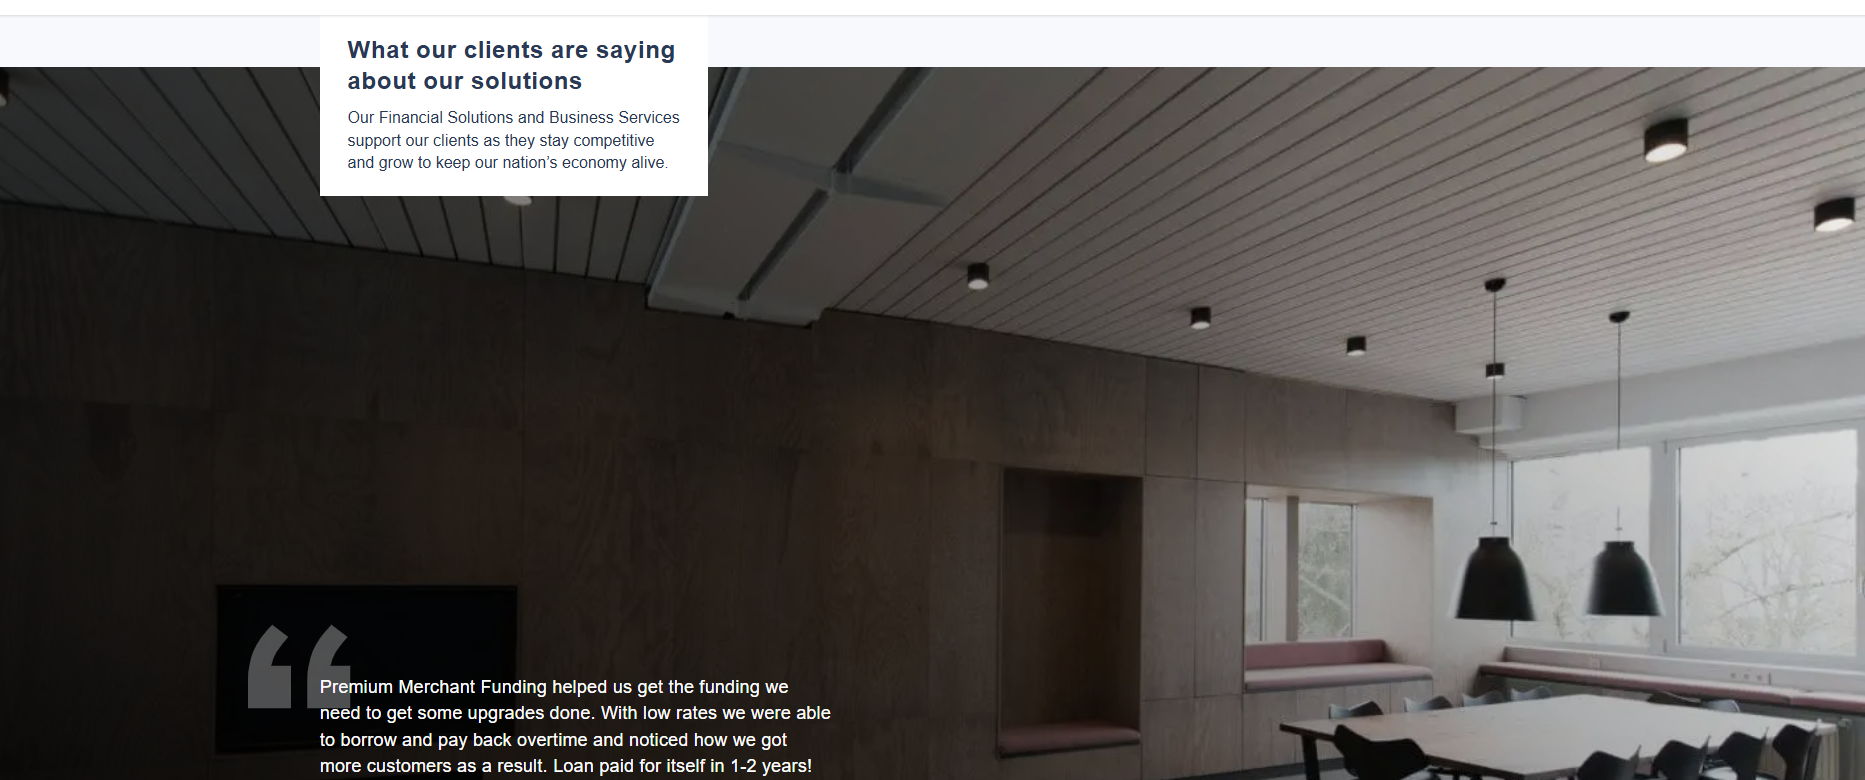 What our clients are saying
about our solutions
Our Financial Solutions and Business Services
support our clients as they stay competitive
and grow to keep our nation’s economy alive.
“
Premium Merchant Funding helped us get the funding we
need to get some upgrades done. With low rates we were able
to borrow and pay back overtime and noticed how we got
more customers as a result. Loan paid for itself in 1-2 years!